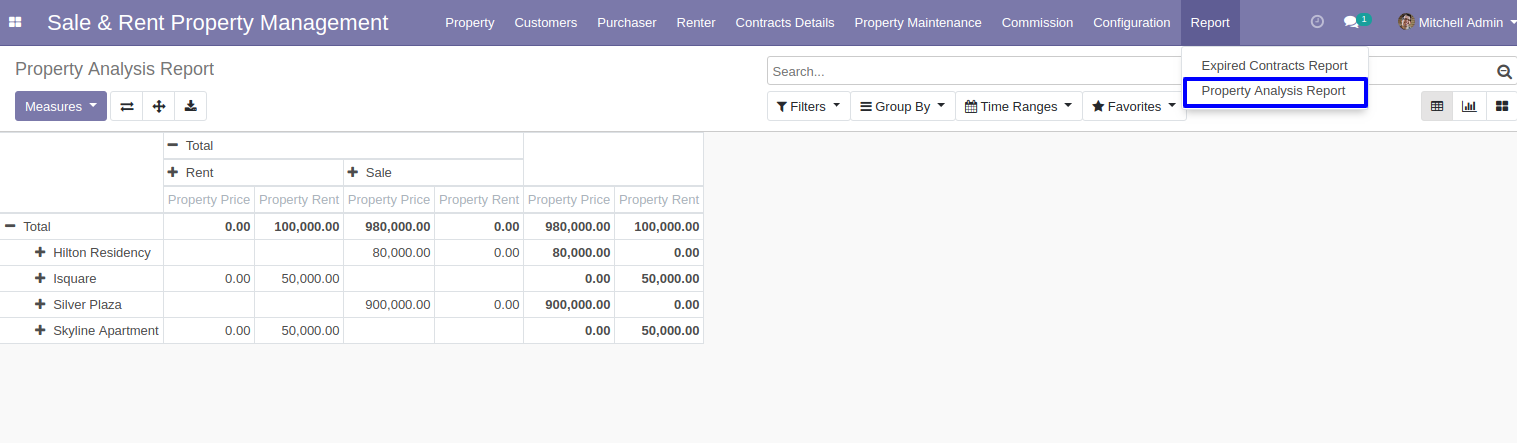 Sale & Rent Property Management Property Customers Purchaser Renter Contracts Details Property Maintenance Commission Configuration Report 1 Mitchell Admin
Property Analysis Report
Search...
Expired Contracts Report
Property Analysis Report
Measures
Filters Group By Time Ranges Favorites
Total
Rent Sale
Property Price Property Rent Property Price Property Rent Property Price Property Rent
Total 0.00 100,000.00 980,000.00 0.00 980,000.00 100,000.00
Hilton Residency 80,000.00 0.00 80,000.00 0.00
Isquare 0.00 50,000.00 0.00 50,000.00
Silver Plaza 900,000.00 0.00 900,000.00 0.00
Skyline Apartment 0.00 50,000.00 0.00 50,000.00